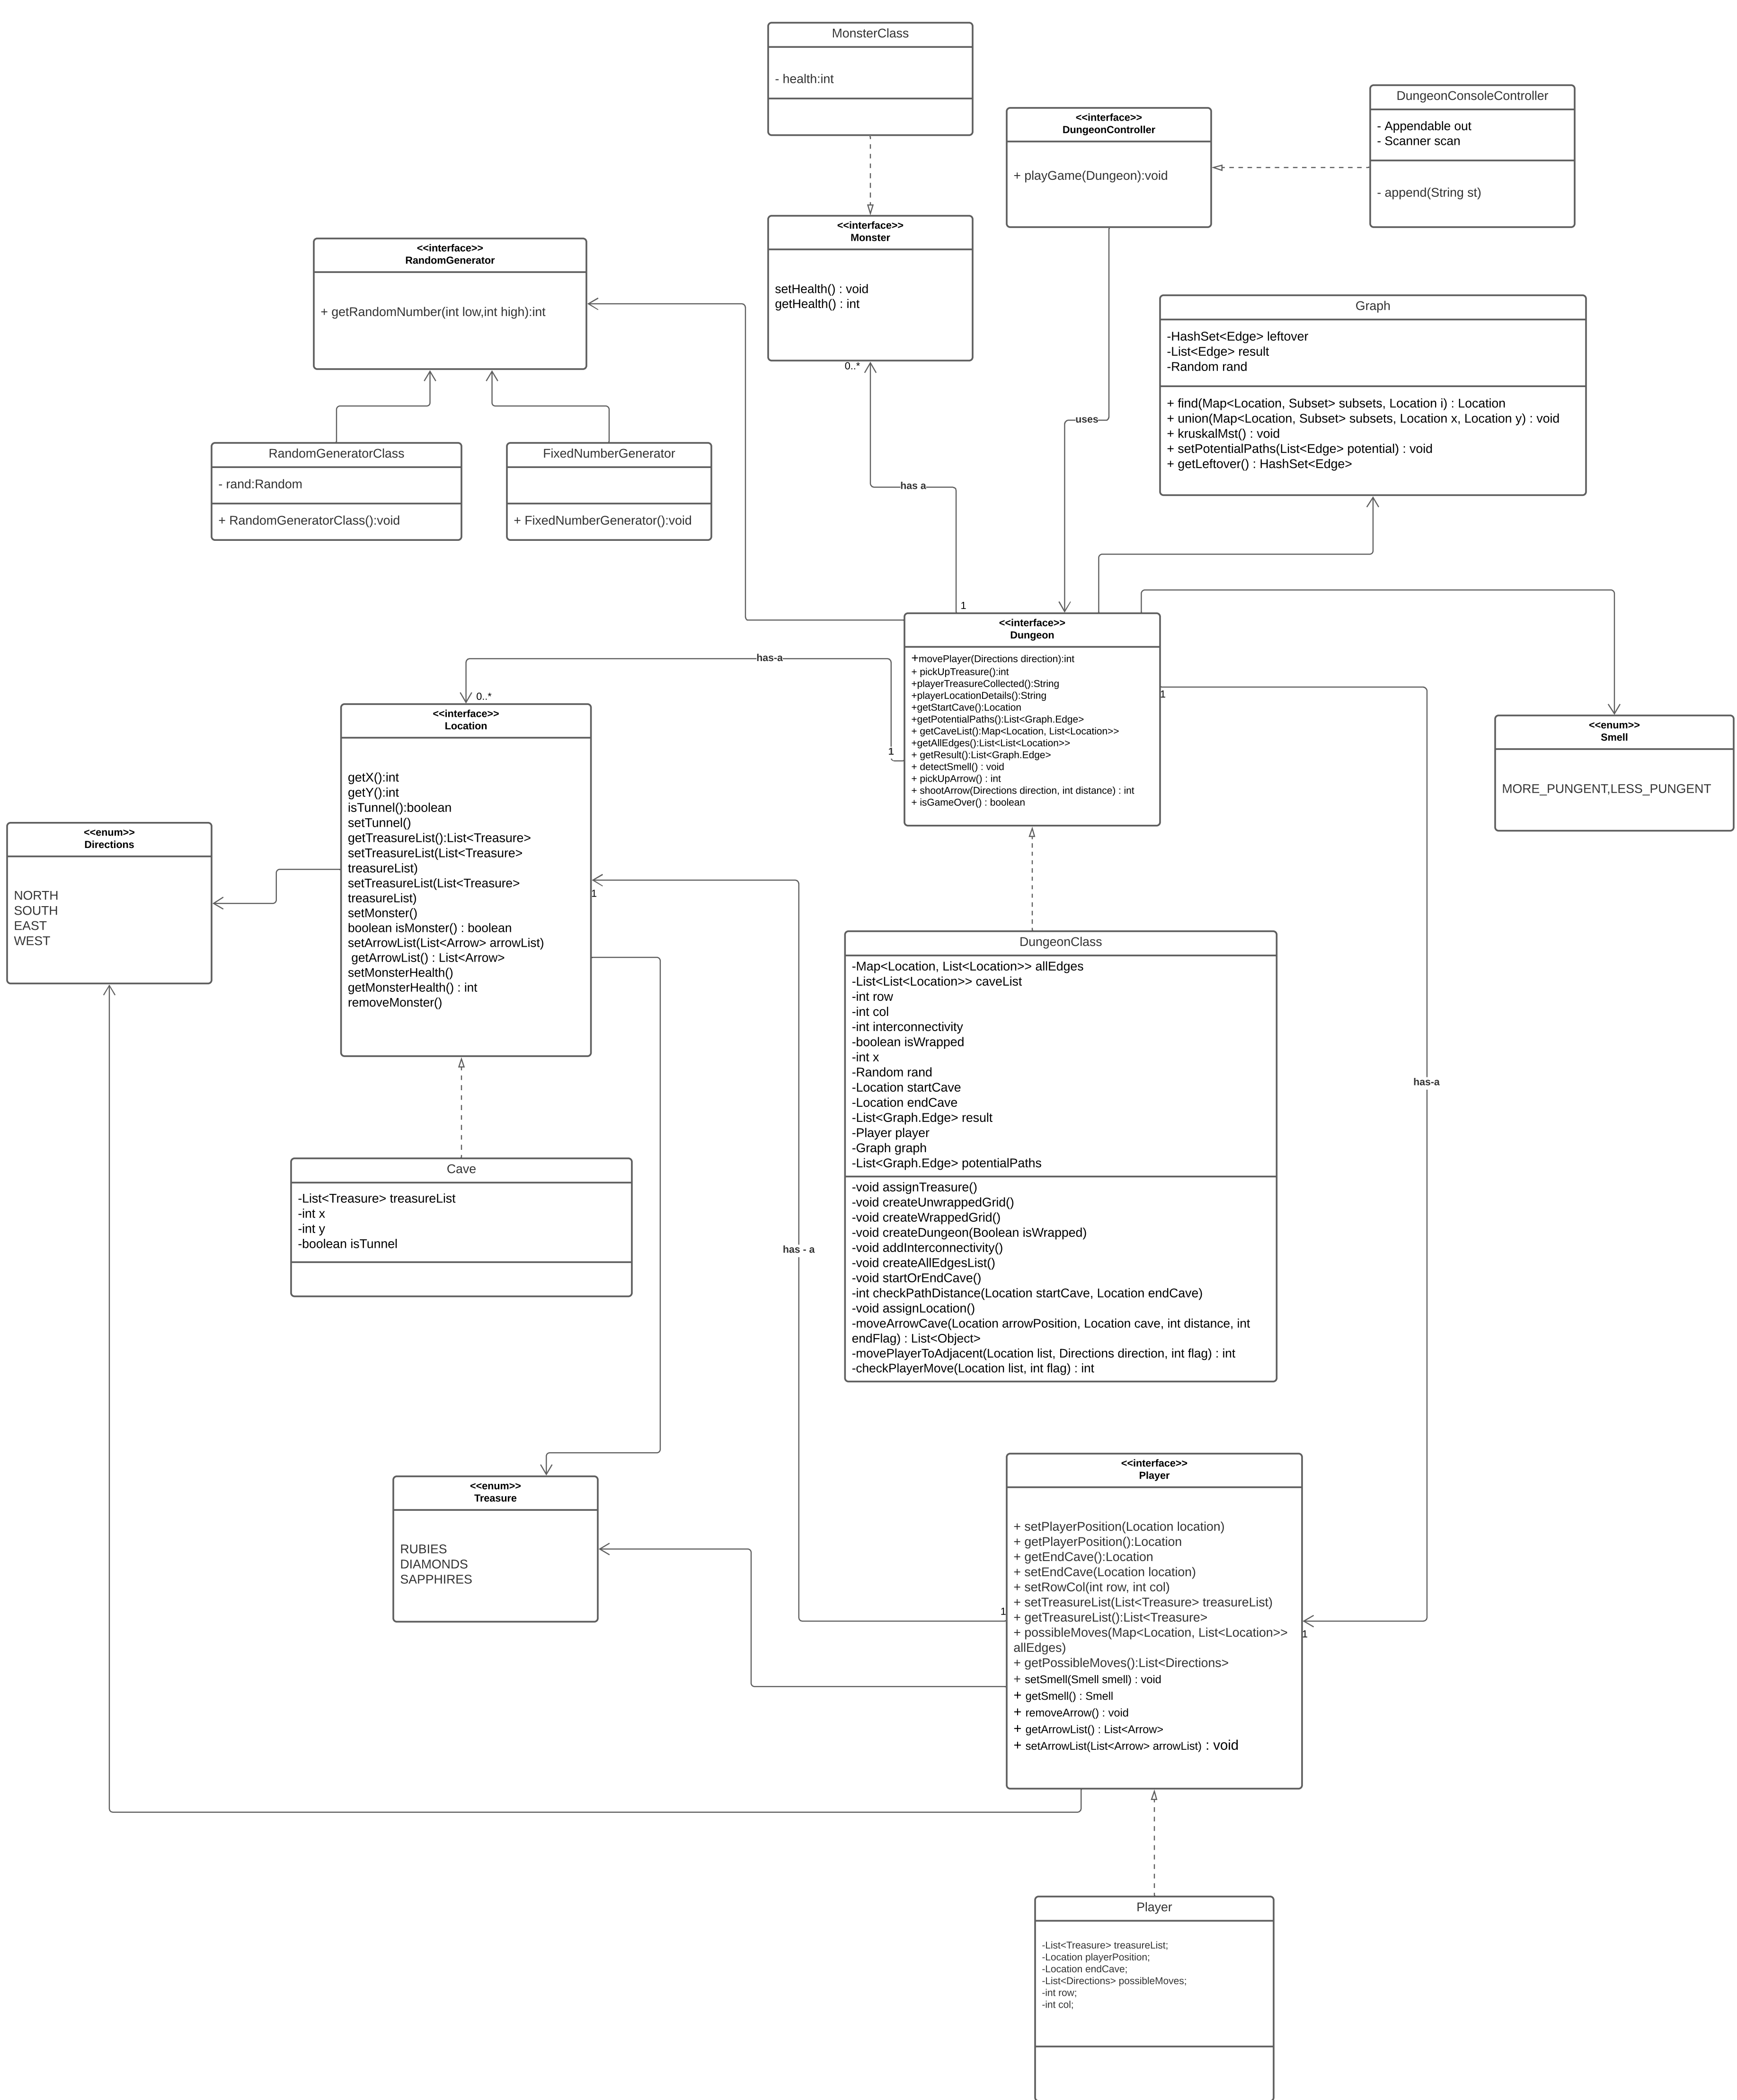 MonsterClass
- health:int
<<interface>>
DungeonController
+ playGame(Dungeon):void
DungeonConsoleController
- Appendable out
- Scanner scan
- append(String st)
<<interface>>
Monster
setHealth() : void
getHealth() : int
0..*
<<interface>>
RandomGenerator
+ getRandomNumber(int low,int high):int
Graph
-HashSet<Edge> leftover
-List<Edge> result
-Random rand
+ find(Map<Location, Subset> subsets, Location i) : Location
+ union(Map<Location, Subset> subsets, Location x, Location y) : void
+ kruskalMst() : void
+ setPotentialPaths(List<Edge> potential) : void
+ getLeftover() : HashSet<Edge>
uses
RandomGeneratorClass
- rand:Random
+ RandomGeneratorClass():void
FixedNumberGenerator
+ FixedNumberGenerator():void
has a
1
<<interface>>
Dungeon
+movePlayer(Directions direction):int
+ pickUpTreasure():int
+playerTreasureCollected():String
+playerLocationDetails():String
+getStartCave():Location
+getPotentialPaths():List<Graph.Edge>
+ getCaveList():Map<Location, List<Location>>
+getAllEdges():List<List<Location>>
+ getResult():List<Graph.Edge>
+ detectSmell() : void
+ pickUpArrow() : int
+ shootArrow(Directions direction, int distance) : int
+ isGameOver() : boolean
has-a
0..*
1
1
<<interface>>
Location
getX():int
getY():int
isTunnel():boolean
setTunnel()
getTreasureList():List<Treasure>
setTreasureList(List<Treasure>
treasureList)
setTreasureList(List<Treasure>
treasureList)
setMonster()
boolean isMonster() : boolean
setArrowList(List<Arrow> arrowList)
getArrowList() : List<Arrow>
setMonsterHealth()
getMonsterHealth() : int
removeMonster()
<<enum>>
Smell
MORE_PUNGENT,LESS_PUNGENT
<<enum>>
Directions
NORTH
SOUTH
EAST
WEST
1
DungeonClass
-Map<Location, List<Location>> allEdges
-List<List<Location>> caveList
-int row
-int col
-int interconnectivity
-boolean isWrapped
-int x
-Random rand
-Location startCave
-Location endCave
-List<Graph.Edge> result
-Player player
-Graph graph
-List<Graph.Edge> potentialPaths
-void assignTreasure()
-void createUnwrappedGrid()
-void createWrappedGrid()
-void createDungeon(Boolean isWrapped)
-void addInterconnectivity()
-void createAllEdgesList()
-void startOrEndCave()
-int checkPathDistance(Location startCave, Location endCave)
-void assignLocation()
-moveArrowCave(Location arrowPosition, Location cave, int distance, int
endFlag) : List<Object>
-movePlayerToAdjacent(Location list, Directions direction, int flag) : int
-checkPlayerMove(Location list, int flag) : int
has-a
Cave
-List<Treasure> treasureList
-int x
-int y
-boolean isTunnel
has - a
<<enum>>
Treasure
RUBIES
DIAMONDS
SAPPHIRES
<<interface>>
Player
+ setPlayerPosition(Location location)
+ getPlayerPosition():Location
+ getEndCave():Location
+ setEndCave(Location location)
+ setRowCol(int row, int col)
+ setTreasureList(List<Treasure> treasureList)
+ getTreasureList():List<Treasure>
+ possibleMoves(Map<Location, List<Location>>
allEdges)
+ getPossibleMoves():List<Directions>
+ setSmell(Smell smell) : void
+ getSmell() : Smell
+ removeArrow() : void
+ getArrowList() : List<Arrow>
+ setArrowList(List<Arrow> arrowList) : void
1
1
Player
-List<Treasure> treasureList;
-Location playerPosition;
-Location endCave;
-List<Directions> possibleMoves;
-int row;
-int col;